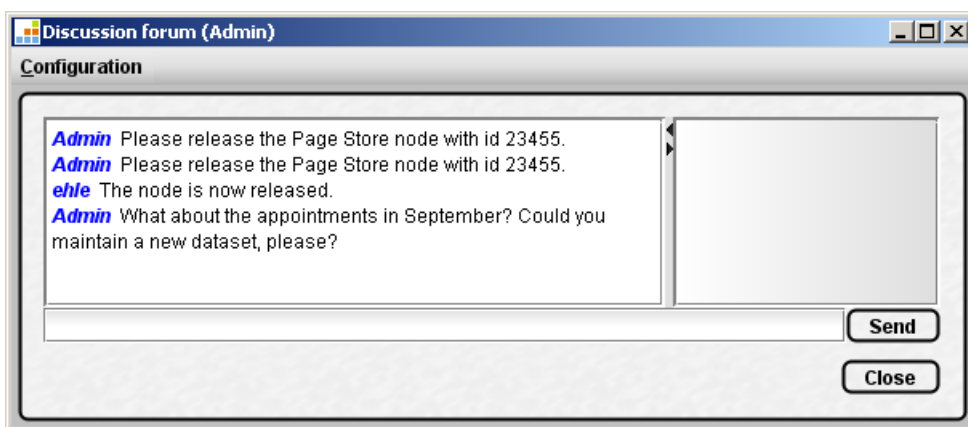 Discussion forum (Admin)
Configuration
Admin Please release the Page Store node with id 23455.
Admin Please release the Page Store node with id 23455.
ehle The node is now released.
Admin What about the appointments in September? Could you
maintain a new dataset, please?
Send
Close